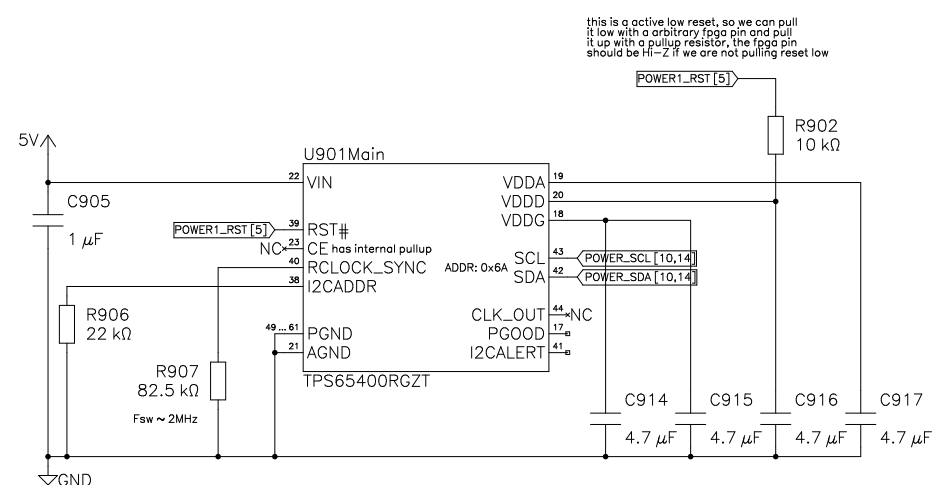 this is a active low reset, so we can pull
it low with a arbitrary fpga pin and pull
it up with a pullup resistor, the fpga pin
should be Hi-Z if we are not pulling reset low
POWER1_RST[5]
R902
10 kΩ
5V
U901Main
22 VIN
VDDA 19
VDDD 20
VDDG 18
C905
1 µF
POWER1_RST[5]
39 RST#
NC 23 CE has internal pullup
40 RCLOCK_SYNC
38 I2CADDR
SCL 43 POWER_SCL[10,14]
ADDR: 0x6A
SDA 42 POWER_SDA[10,14]
R906
22 kΩ
CLK_OUT 44 NC
49...61 PGND
PGOOD 17
21 AGND
I2CALERT 41
TPS65400RGZT
R907
82.5 kΩ
Fsw ~ 2MHz
C914
4.7 µF
C915
4.7 µF
C916
4.7 µF
C917
4.7 µF
GND